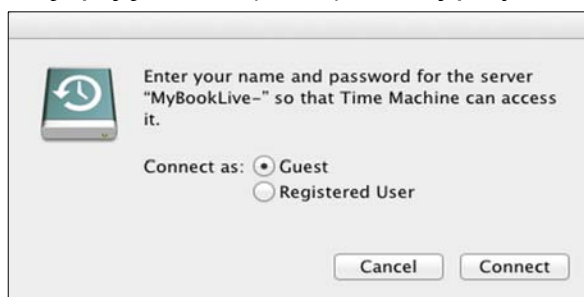 Enter your name and password for the server
“MyBookLive-” so that Time Machine can access
it.
Connect as: Guest
Registered User
Cancel Connect